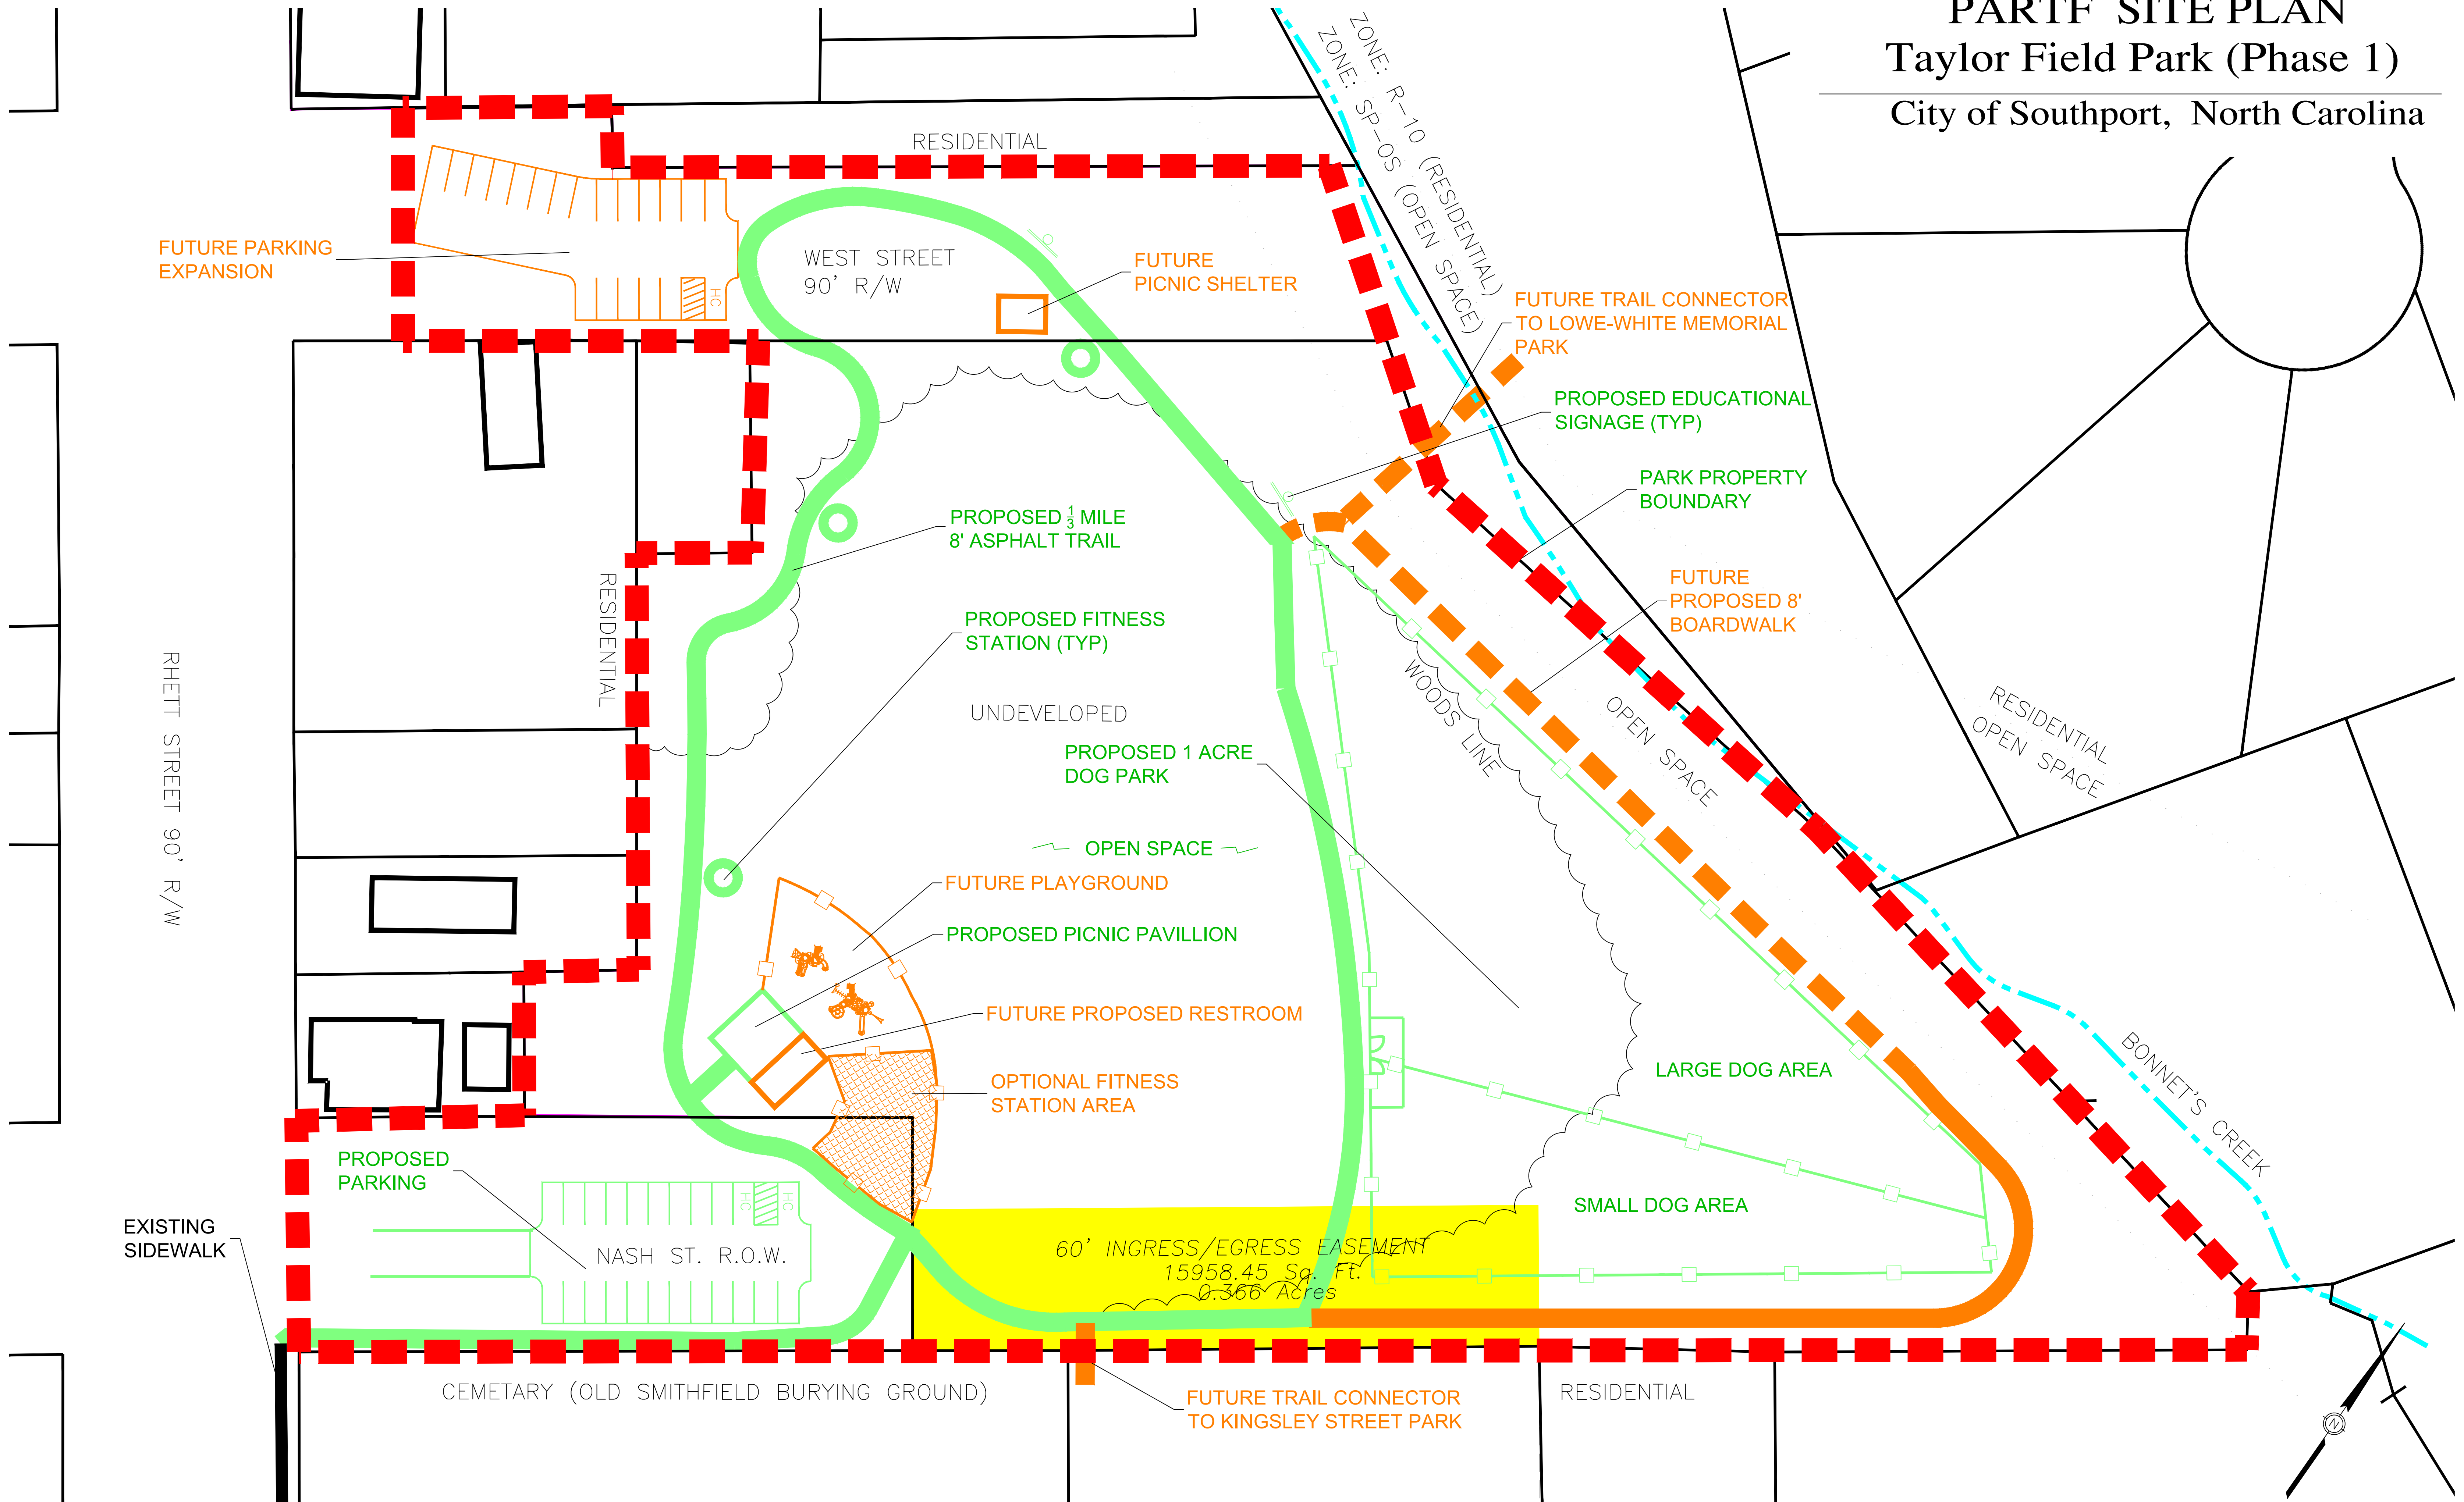 PARTF SITE PLAN
Taylor Field Park (Phase 1)
City of Southport, North Carolina
ZONE: R-10 (RESIDENTIAL)
ZONE: SP-OS (OPEN SPACE)
RESIDENTIAL
FUTURE PARKING
EXPANSION
HC
WEST STREET
90' R/W
FUTURE
PICNIC SHELTER
FUTURE TRAIL CONNECTOR
TO LOWE-WHITE MEMORIAL
PARK
PROPOSED EDUCATIONAL
SIGNAGE (TYP)
PARK PROPERTY
BOUNDARY
PROPOSED 1/3 MILE
8' ASPHALT TRAIL
FUTURE
PROPOSED 8'
BOARDWALK
RESIDENTIAL
PROPOSED FITNESS
STATION (TYP)
RHETT STREET 90' R/W
WOODS LINE
OPEN SPACE
RESIDENTIAL
OPEN SPACE
UNDEVELOPED
PROPOSED 1 ACRE
DOG PARK
OPEN SPACE
FUTURE PLAYGROUND
PROPOSED PICNIC PAVILLION
FUTURE PROPOSED RESTROOM
OPTIONAL FITNESS
STATION AREA
LARGE DOG AREA
BONNET'S CREEK
PROPOSED
PARKING
HC
HC
SMALL DOG AREA
EXISTING
SIDEWALK
NASH ST. R.O.W.
60' INGRESS/EGRESS EASEMENT
15958.45 Sq. Ft.
0.366 Acres
CEMETARY (OLD SMITHFIELD BURYING GROUND)
FUTURE TRAIL CONNECTOR
TO KINGSLEY STREET PARK
RESIDENTIAL
N